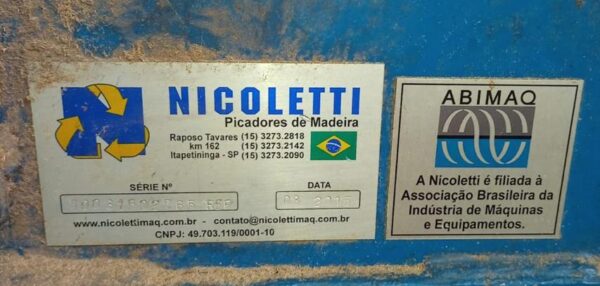 NICOLETTI
Picadores de Madeira
Raposo Tavares (15) 3273.2818
km 162 (15) 3273.2142
Itapetininga - SP (15) 3273.2090
SÉRIE Nº
DATA
www.nicolettimaq.com.br - contato@nicolettimaq.com.br
CNPJ: 49.703.119/0001-10
ABIMAQ
A Nicoletti é filiada à
Associação Brasileira da
Indústria de Máquinas
e Equipamentos.